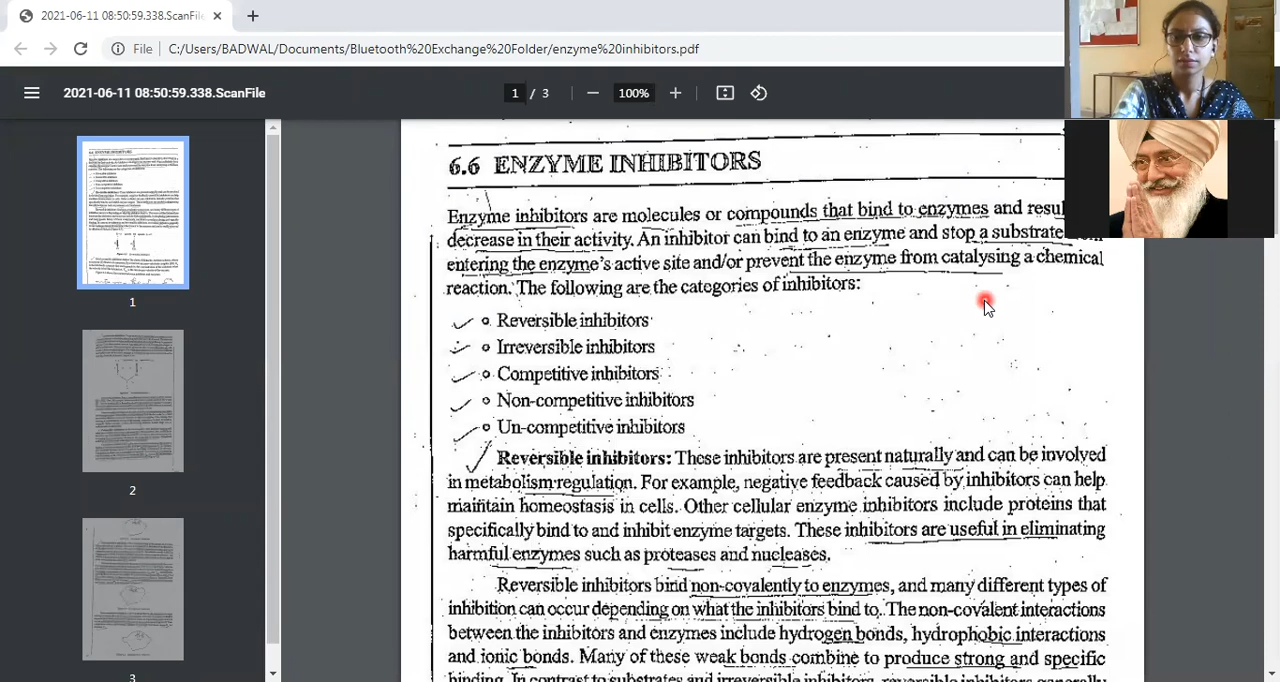 2021-06-11 08:50:59.338.ScanFil
File C:/Users/BADWAL/Documents/Bluetooth%20Exchange%20Folder/enzyme%20inhibitors.pdf
2021-06-11 08:50:59.338.ScanFile
1 / 3
100%
1
2
3
6.6 ENZYME INHIBITORS
Enzyme inhibitors are molecules or compounds that bind to enzymes and resul
decrease in their activity. An inhibitor can bind to an enzyme and stop a substrate
entering the enzyme's active site and/or prevent the enzyme from catalysing a chemical
reaction. The following are the categories of inhibitors:
o Reversible inhibitors
o Irreversible inhibitors
o Competitive inhibitors
o Non-competitive inhibitors
o Un-competitive inhibitors
Reversible inhibitors: These inhibitors are present naturally and can be involved
in metabolism regulation. For example, negative feedback caused by inhibitors can help
maintain homeostasis in cells. Other cellular enzyme inhibitors include proteins that
specifically bind to and inhibit enzyme targets. These inhibitors are useful in eliminating
harmful enzymes such as proteases and nucleases.
Reversible inhibitors bind non-covalently to enzymes, and many different types of
inhibition can occur depending on what the inhibitors bind to. The non-covalent interactions
between the inhibitors and enzymes include hydrogen bonds, hydrophobic interactions
and ionic bonds. Many of these weak bonds combine to produce strong and specific
binding. In contrast to substrates and irreversible inhibitors, reversible inhibitors generally